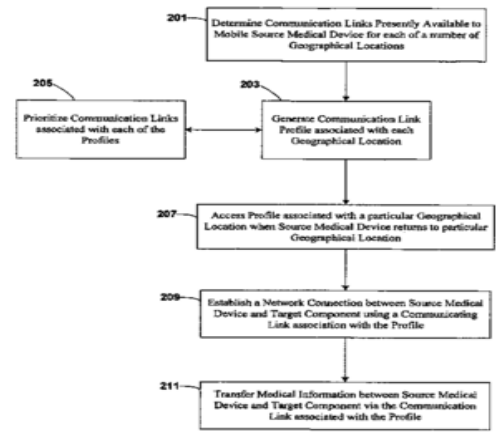 201
Determine Communication Links Presently Available to
Mobile Source Medical Device for each of a number of
Geographical Locations
205
203
Prioritize Communication Links
associated with each of the
Profiles
Generate Communication Link
Profile associated with each
Geographical Location
207
Access Profile associated with a particular Geographical
Location when Source Medical Device returns to particular
Geographical Location
209
Establish a Network Connection between Source Medical
Device and Target Component using a Communicating
Link association with the Profile
211
Transfer Medical Information between Source Medical
Device and Target Component via the Communication
Link associated with the Profile